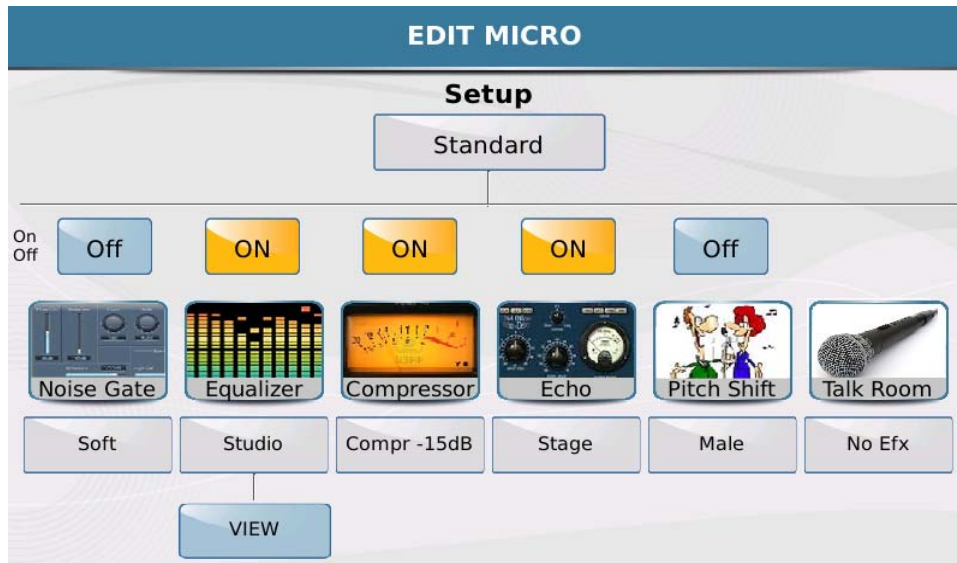 EDIT MICRO
Setup
Standard
On
Off
Off
ON
ON
ON
Off
Noise Gate
Equalizer
Compressor
Echo
Pitch Shift
Talk Room
Soft
Studio
Compr -15dB
Stage
Male
No Efx
VIEW